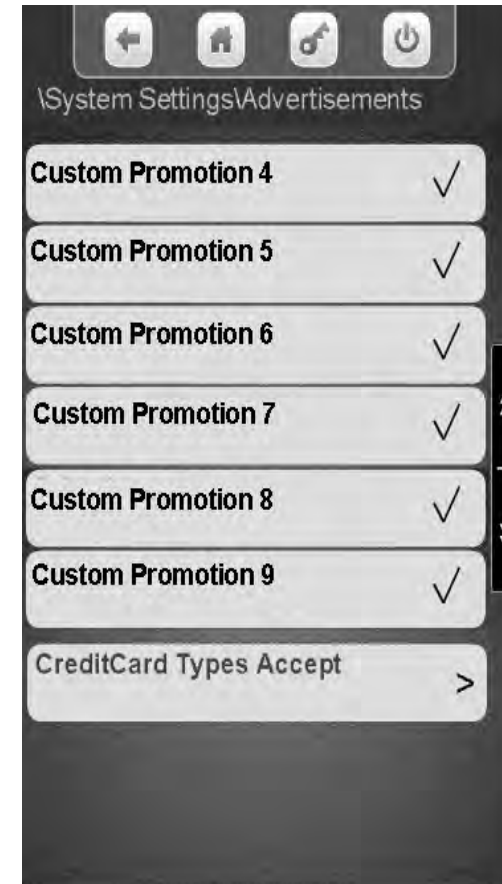 \System Settings\Advertisements
Custom Promotion 4
Custom Promotion 5
Custom Promotion 6
Custom Promotion 7
Custom Promotion 8
Custom Promotion 9
CreditCard Types Accept
>